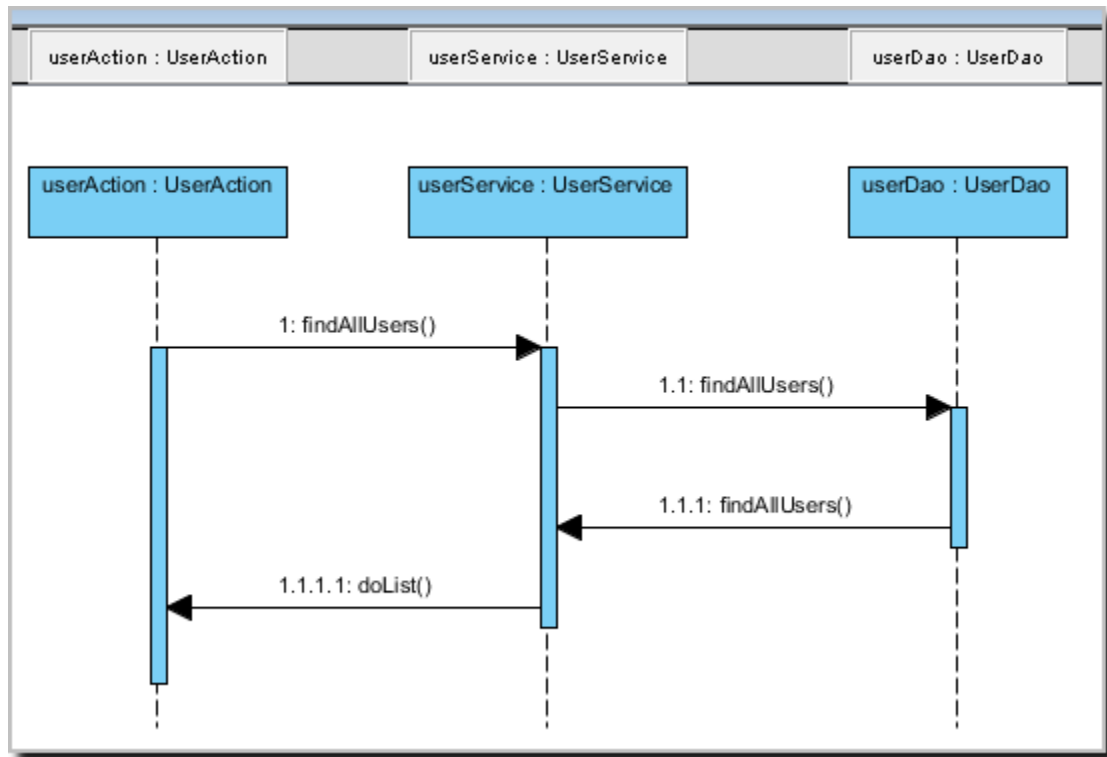 userAction : UserAction
userService : UserService
userDao : UserDao
userAction : UserAction
userService : UserService
userDao : UserDao
1: findAllUsers()
1.1: findAllUsers()
1.1.1: findAllUsers()
1.1.1.1: doList()